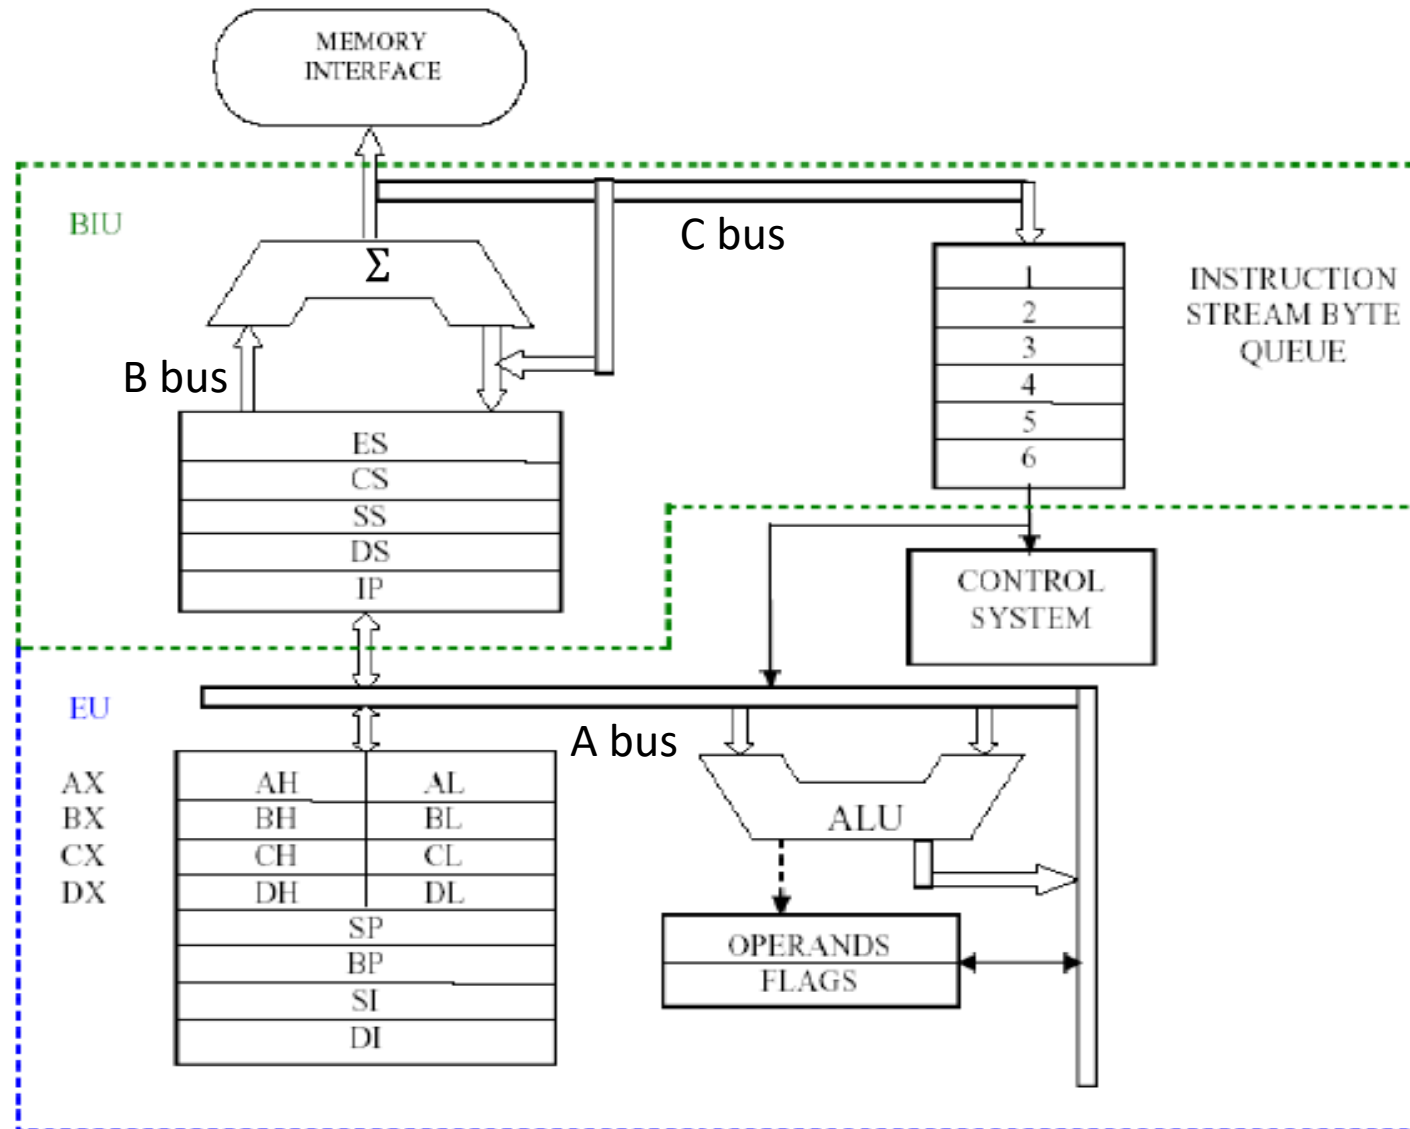 MEMORY
INTERFACE
BIU
C bus
Σ
B bus
1
2
3
4
5
6
INSTRUCTION
STREAM BYTE
QUEUE
ES
CS
SS
DS
IP
CONTROL
SYSTEM
EU
A bus
AX AH AL
BX BH BL
CX CH CL
DX DH DL
SP
BP
SI
DI
ALU
OPERANDS
FLAGS